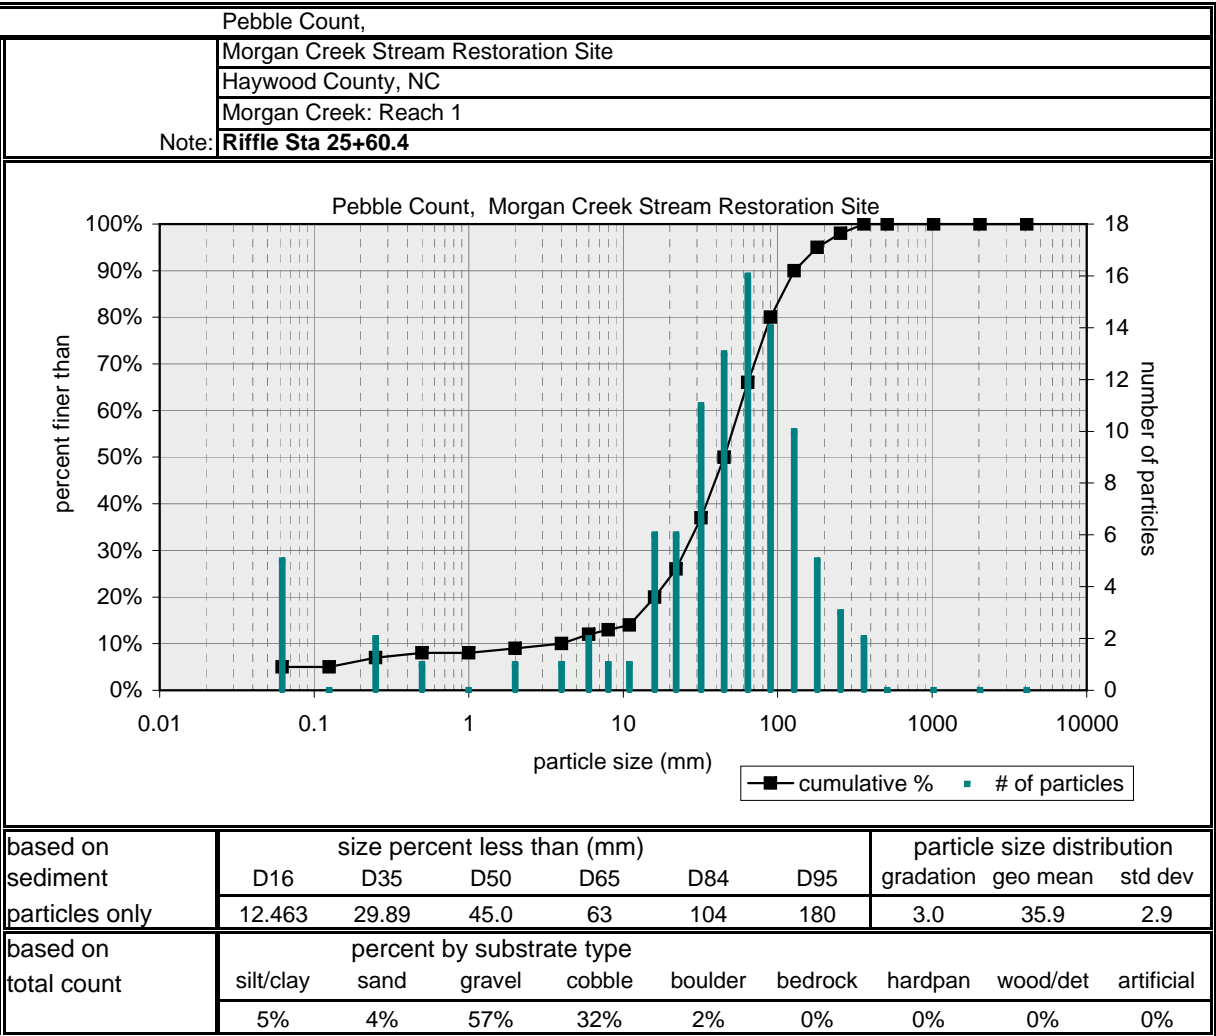 Pebble Count,
Morgan Creek Stream Restoration Site
Haywood County, NC
Morgan Creek: Reach 1
Note: Riffle Sta 25+60.4
Pebble Count, Morgan Creek Stream Restoration Site
100%
90%
80%
70%
60%
50%
40%
30%
20%
10%
0%
percent finer than
18
16
14
12
10
8
6
4
2
0
number of particles
0.01 0.1 1 10 100 1000 10000
particle size (mm)
cumulative % # of particles
based on size percent less than (mm) particle size distribution
sediment D16 D35 D50 D65 D84 D95 gradation geo mean std dev
particles only 12.463 29.89 45.0 63 104 180 3.0 35.9 2.9
based on percent by substrate type
total count silt/clay sand gravel cobble boulder bedrock hardpan wood/det artificial
5% 4% 57% 32% 2% 0% 0% 0% 0%